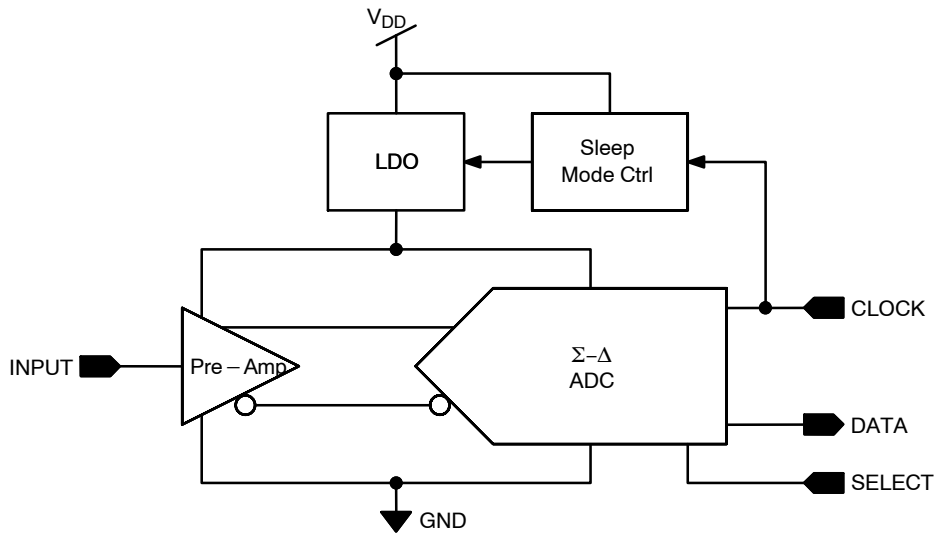 VDD
LDO
Sleep
Mode Ctrl
CLOCK
INPUT
Pre – Amp
Σ–Δ
ADC
DATA
SELECT
GND